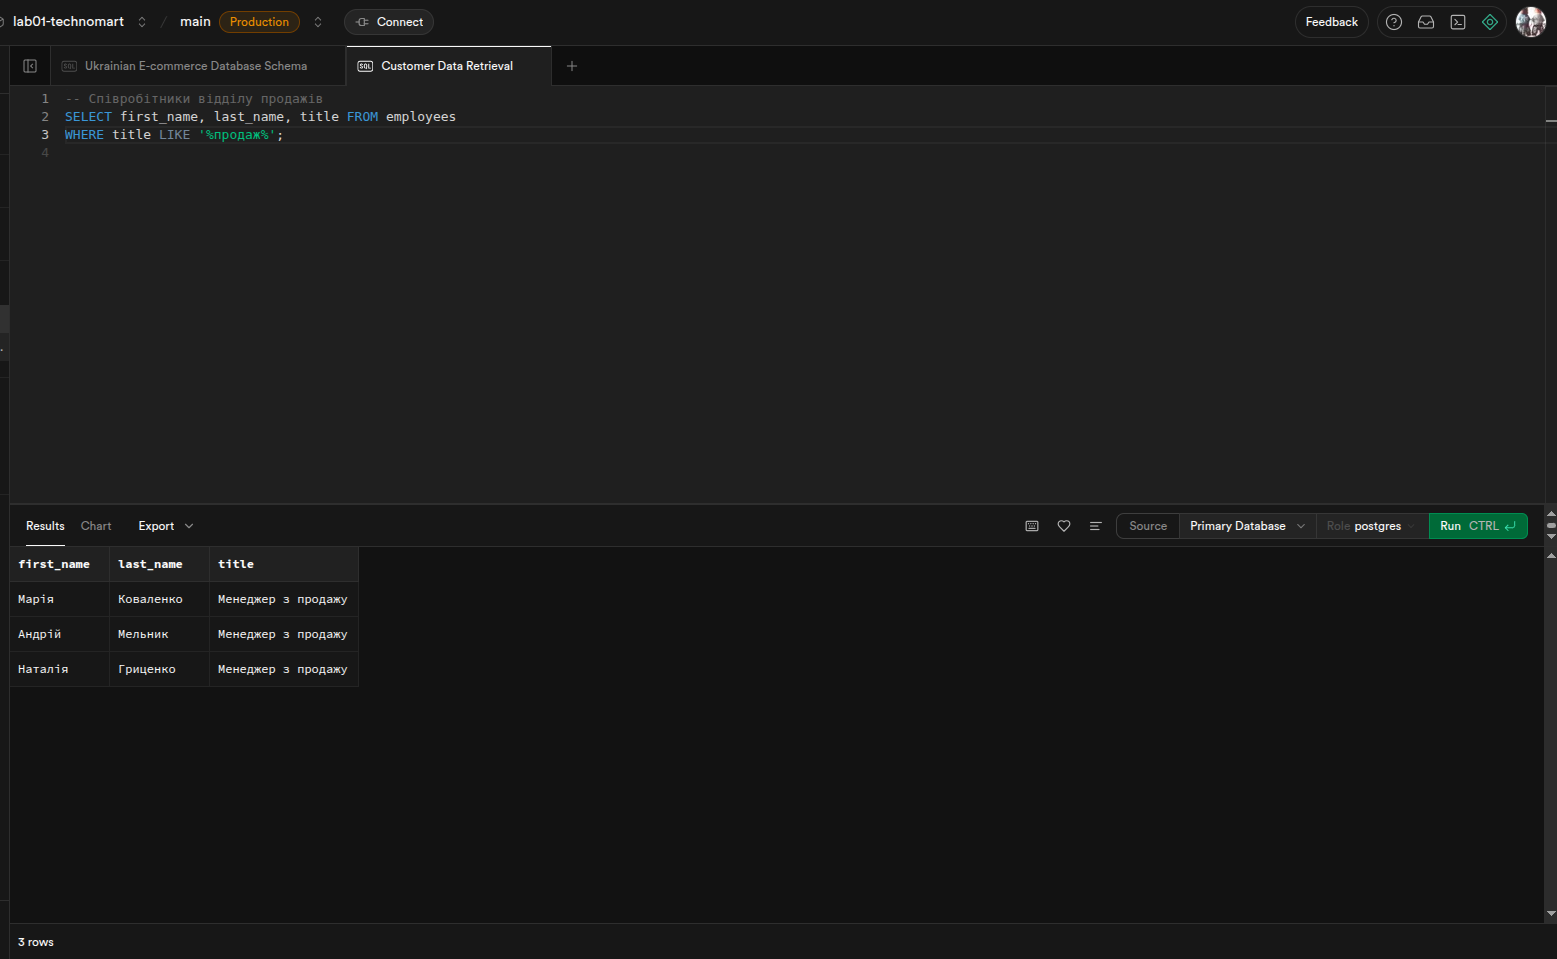 lab01-technomart / main Production Connect Feedback
Ukrainian E-commerce Database Schema Customer Data Retrieval
1 -- Співробітники відділу продажів
2 SELECT first_name, last_name, title FROM employees
3 WHERE title LIKE '%продаж%';
4
Results Chart Export Source Primary Database Role postgres Run CTRL
first_name last_name title
Марія Коваленко Менеджер з продажу
Андрій Мельник Менеджер з продажу
Наталія Гриценко Менеджер з продажу
3 rows